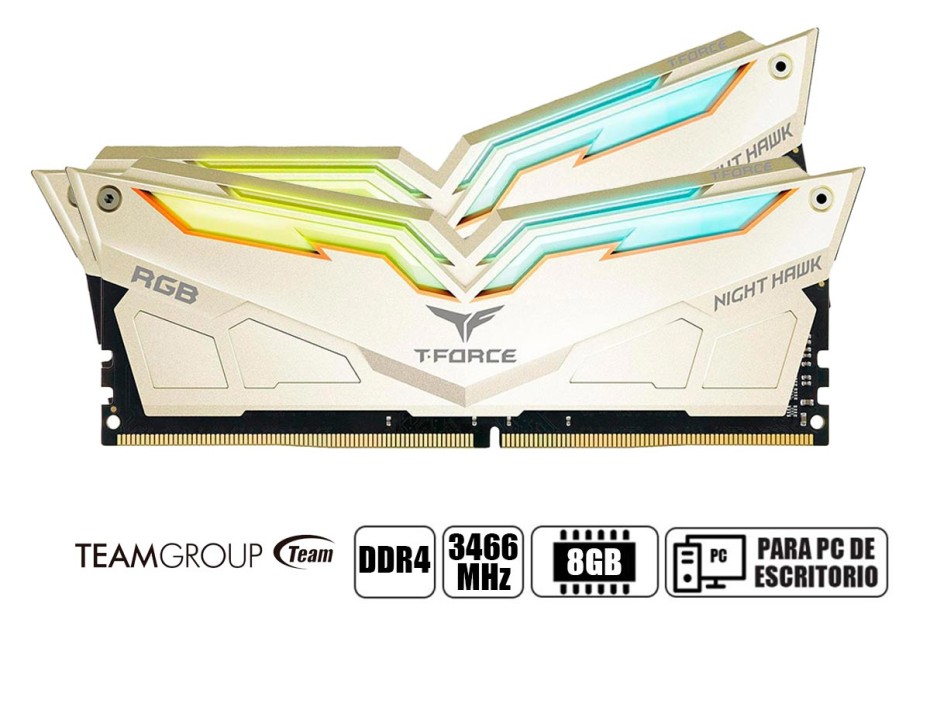 T-FORCE
NIGHT HAWK
T-FORCE
RGB
NIGHT HAWK
T-FORCE
TEAMGROUP Team
DDR4
3466
MHz
8GB
PC
PARA PC DE
ESCRITORIO